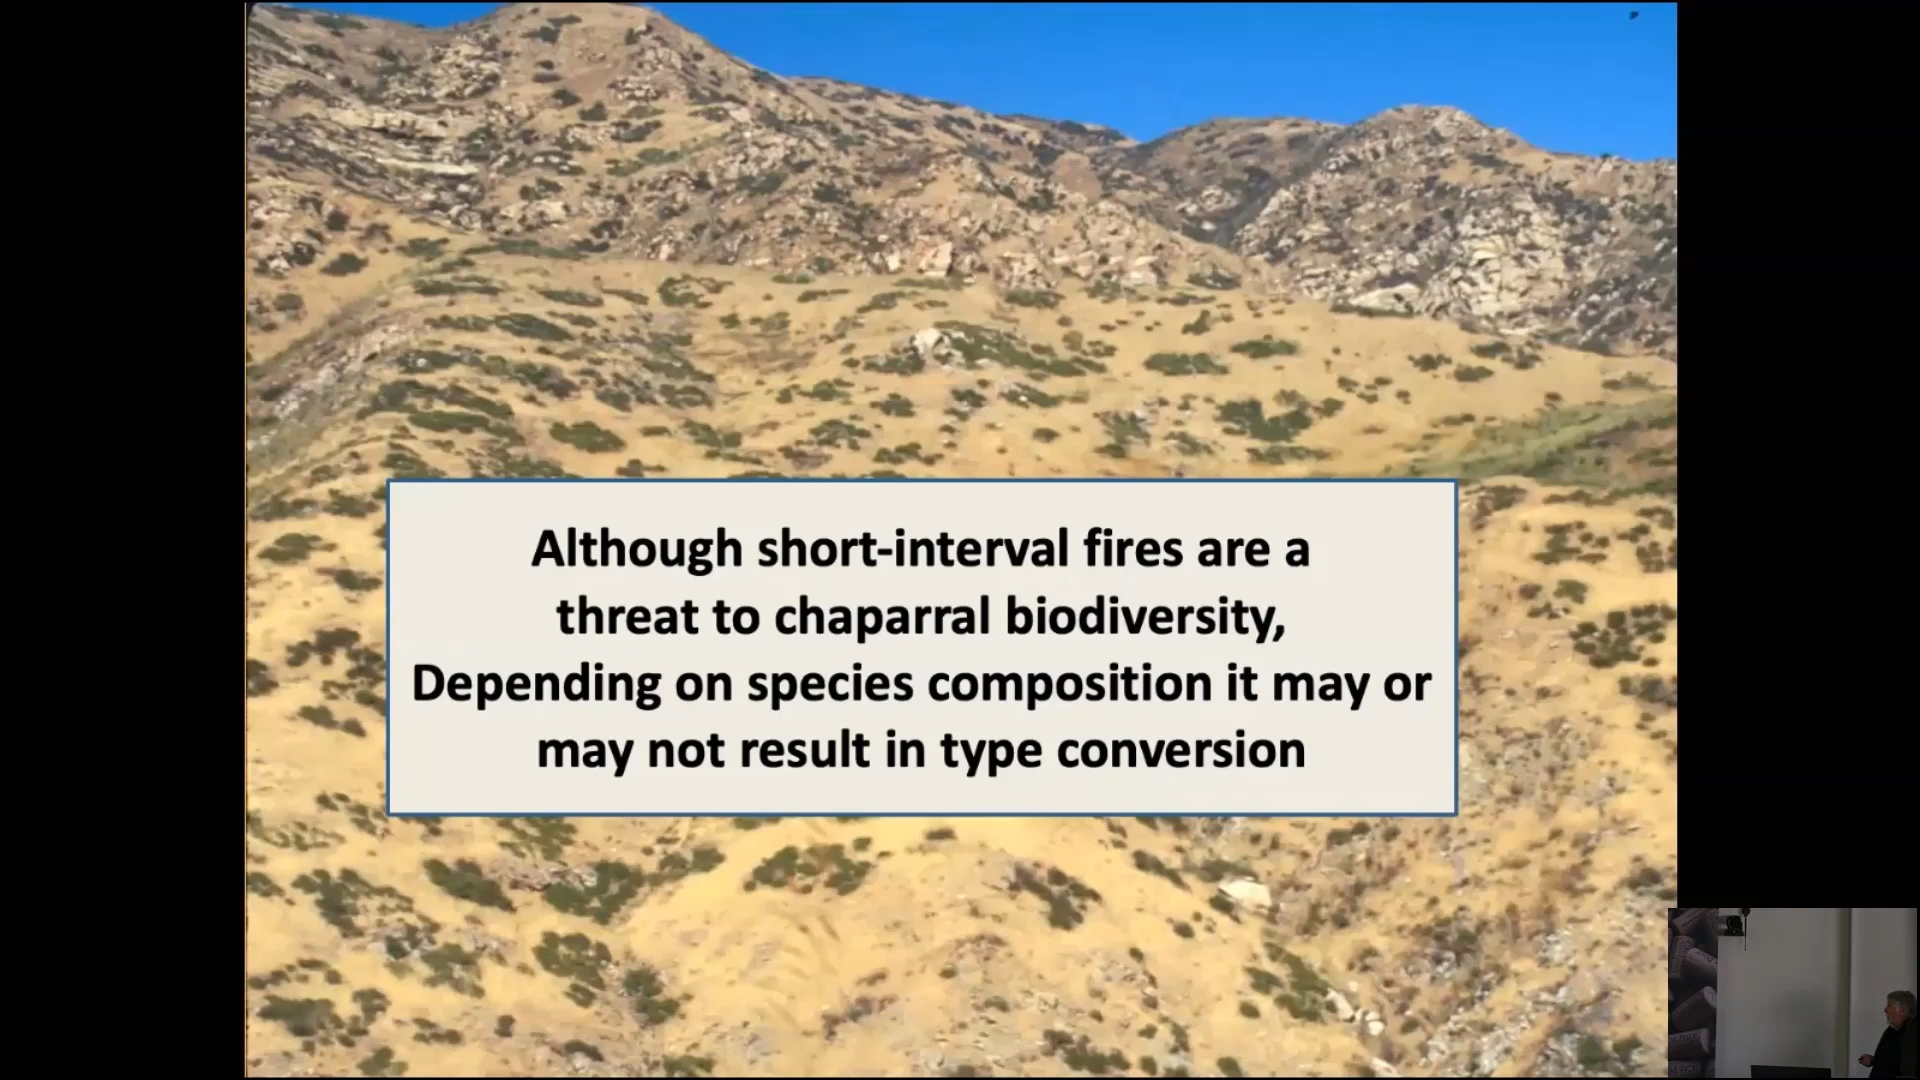 Although short-interval fires are a
threat to chaparral biodiversity,
Depending on species composition it may or
may not result in type conversion